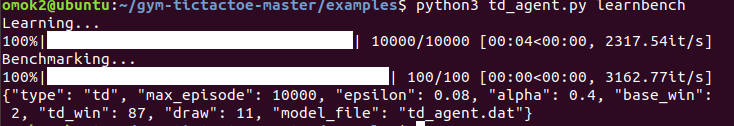 omok2@ubuntu:~/gym-tictactoe-master/examples$ python3 td_agent.py learnbench
Learning...
100%| | 10000/10000 [00:04<00:00, 2317.54it/s]
Benchmarking...
100%| | 100/100 [00:00<00:00, 3162.77it/s]
{"type": "td", "max_episode": 10000, "epsilon": 0.08, "alpha": 0.4, "base_win":
2, "td_win": 87, "draw": 11, "model_file": "td_agent.dat"}